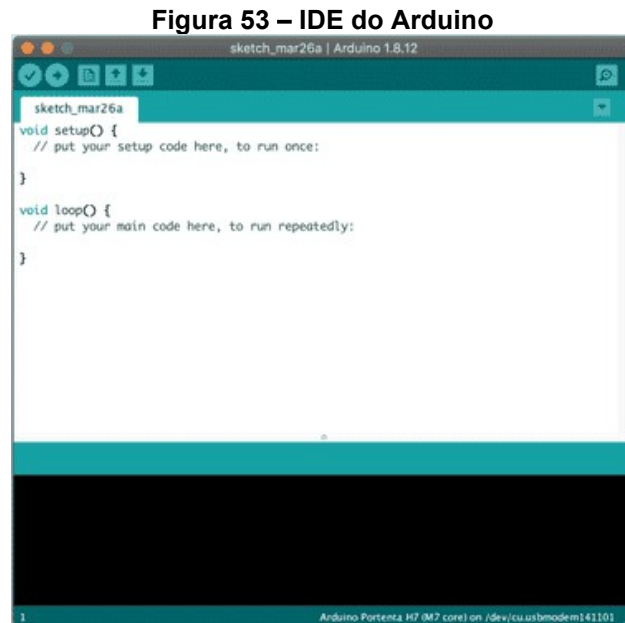 Figura 53 – IDE do Arduino
sketch_mar26a | Arduino 1.8.12
sketch_mar26a
void setup() {
// put your setup code here, to run once:
}
void loop() {
// put your main code here, to run repeatedly:
}
1
Arduino Portenta H7 (M7 core) on /dev/cu.usbmodem141101